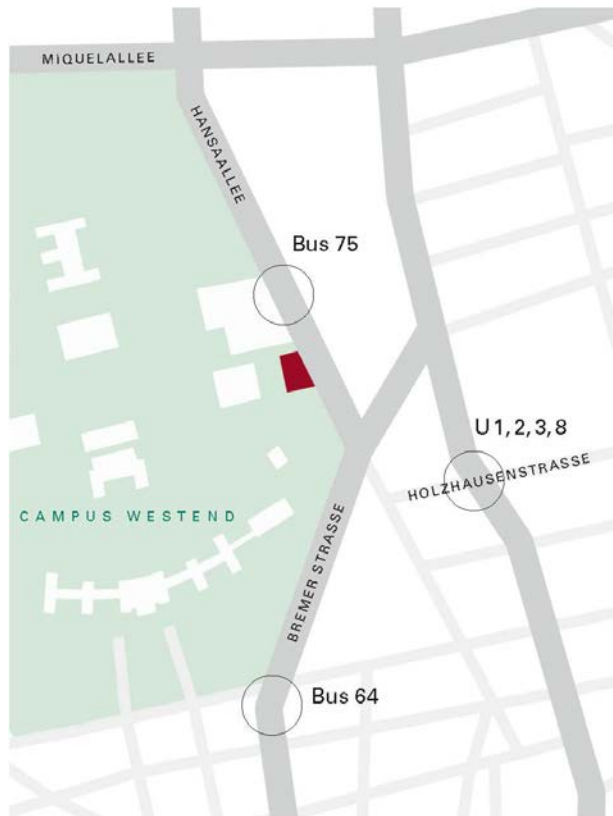 MIQUELALLEE
HANSAALLEE
Bus 75
U 1, 2, 3, 8
HOLZHAUSENSTRASSE
CAMPUS WESTEND
BREMER STRASSE
Bus 64